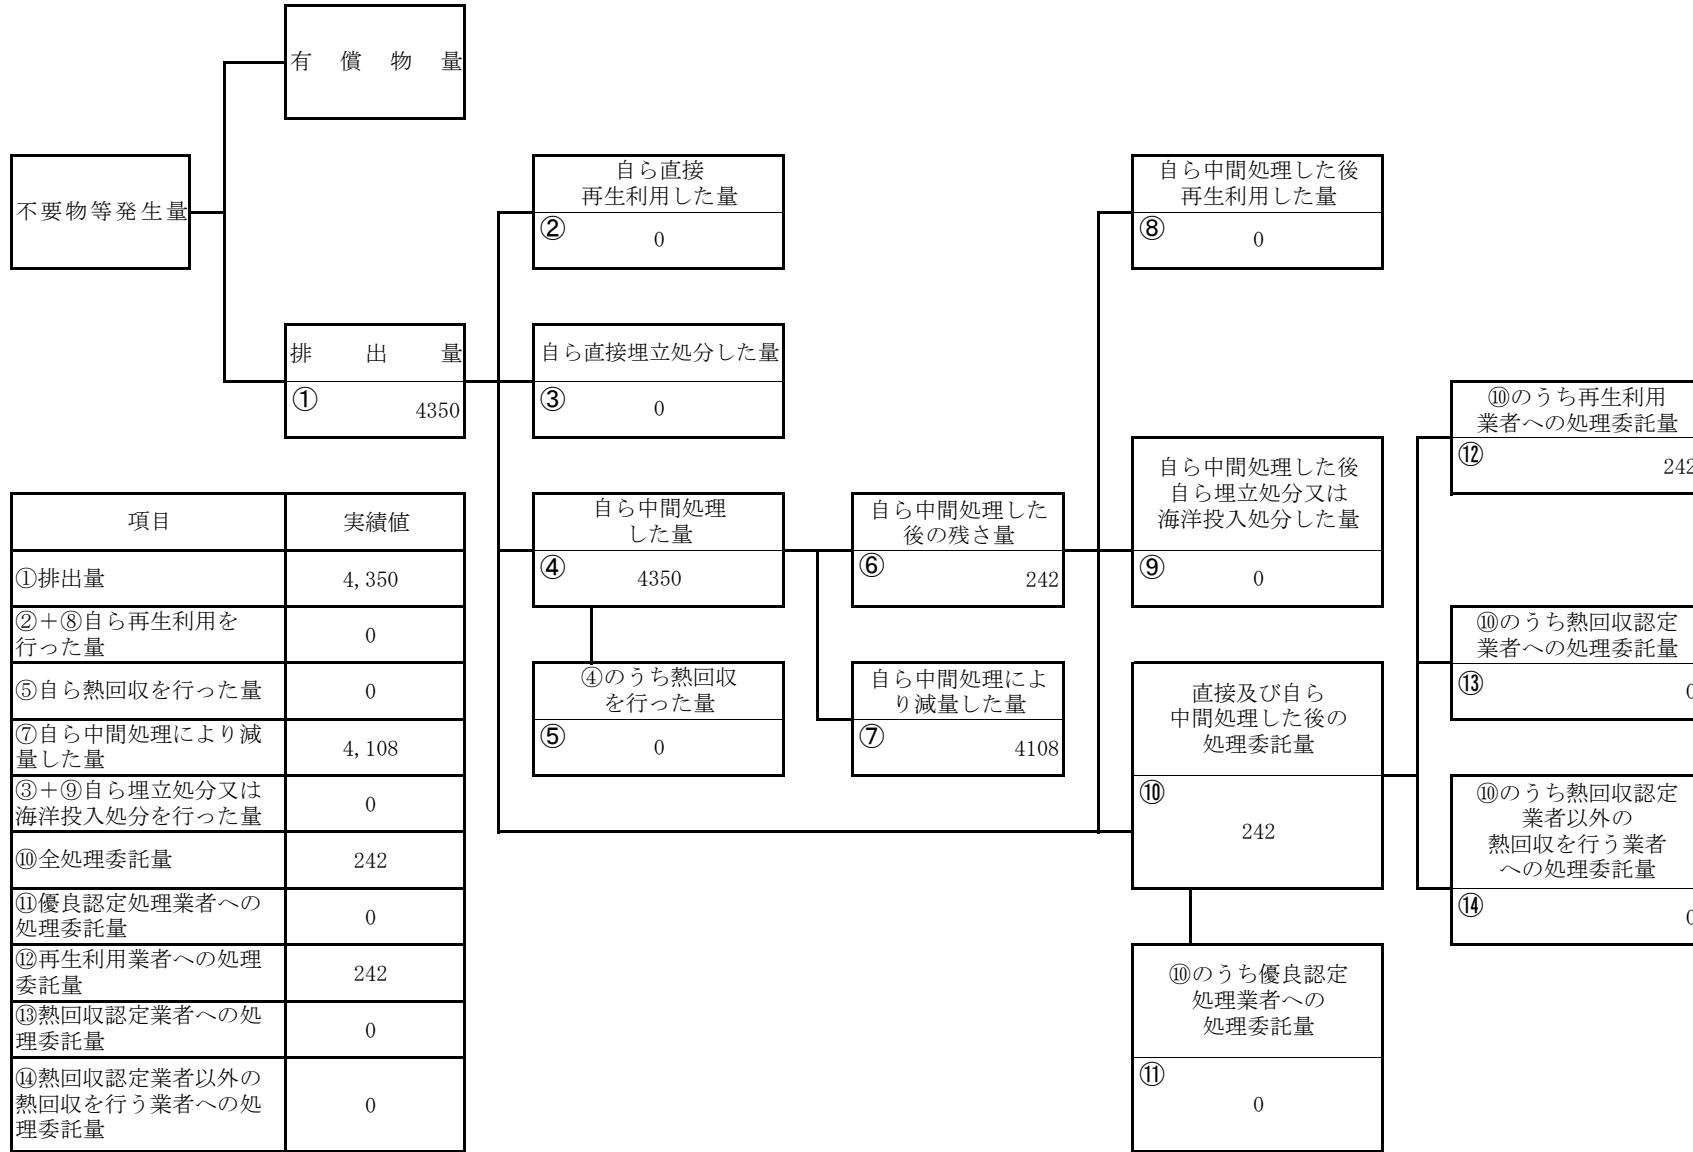 有償物量
不要物等発生量
排出量
①
4350
自ら直接
再生利用した量
②
0
自ら直接埋立処分した量
③
0
自ら中間処理
した量
④
4350
④のうち熱回収
を行った量
⑤
0
自ら中間処理した
後の残さ量
⑥
242
自ら中間処理によ
り減量した量
⑦
4108
自ら中間処理した後
再生利用した量
⑧
0
自ら中間処理した後
自ら埋立処分又は
海洋投入処分した量
⑨
0
直接及び自ら
中間処理した後の
処理委託量
⑩
242
⑩のうち優良認定
処理業者への
処理委託量
⑪
0
⑩のうち再生利用
業者への処理委託量
⑫
242
⑩のうち熱回収認定
業者への処理委託量
⑬
0
⑩のうち熱回収認定
業者以外の
熱回収を行う業者
への処理委託量
⑭
0
項目 実績値
①排出量 4,350
②＋⑧自ら再生利用を
行った量 0
⑤自ら熱回収を行った量 0
⑦自ら中間処理により減
量した量 4,108
③＋⑨自ら埋立処分又は
海洋投入処分を行った量 0
⑩全処理委託量 242
⑪優良認定処理業者への
処理委託量 0
⑫再生利用業者への処理
委託量 242
⑬熱回収認定業者への処
理委託量 0
⑭熱回収認定業者以外の
熱回収を行う業者への処
理委託量 0